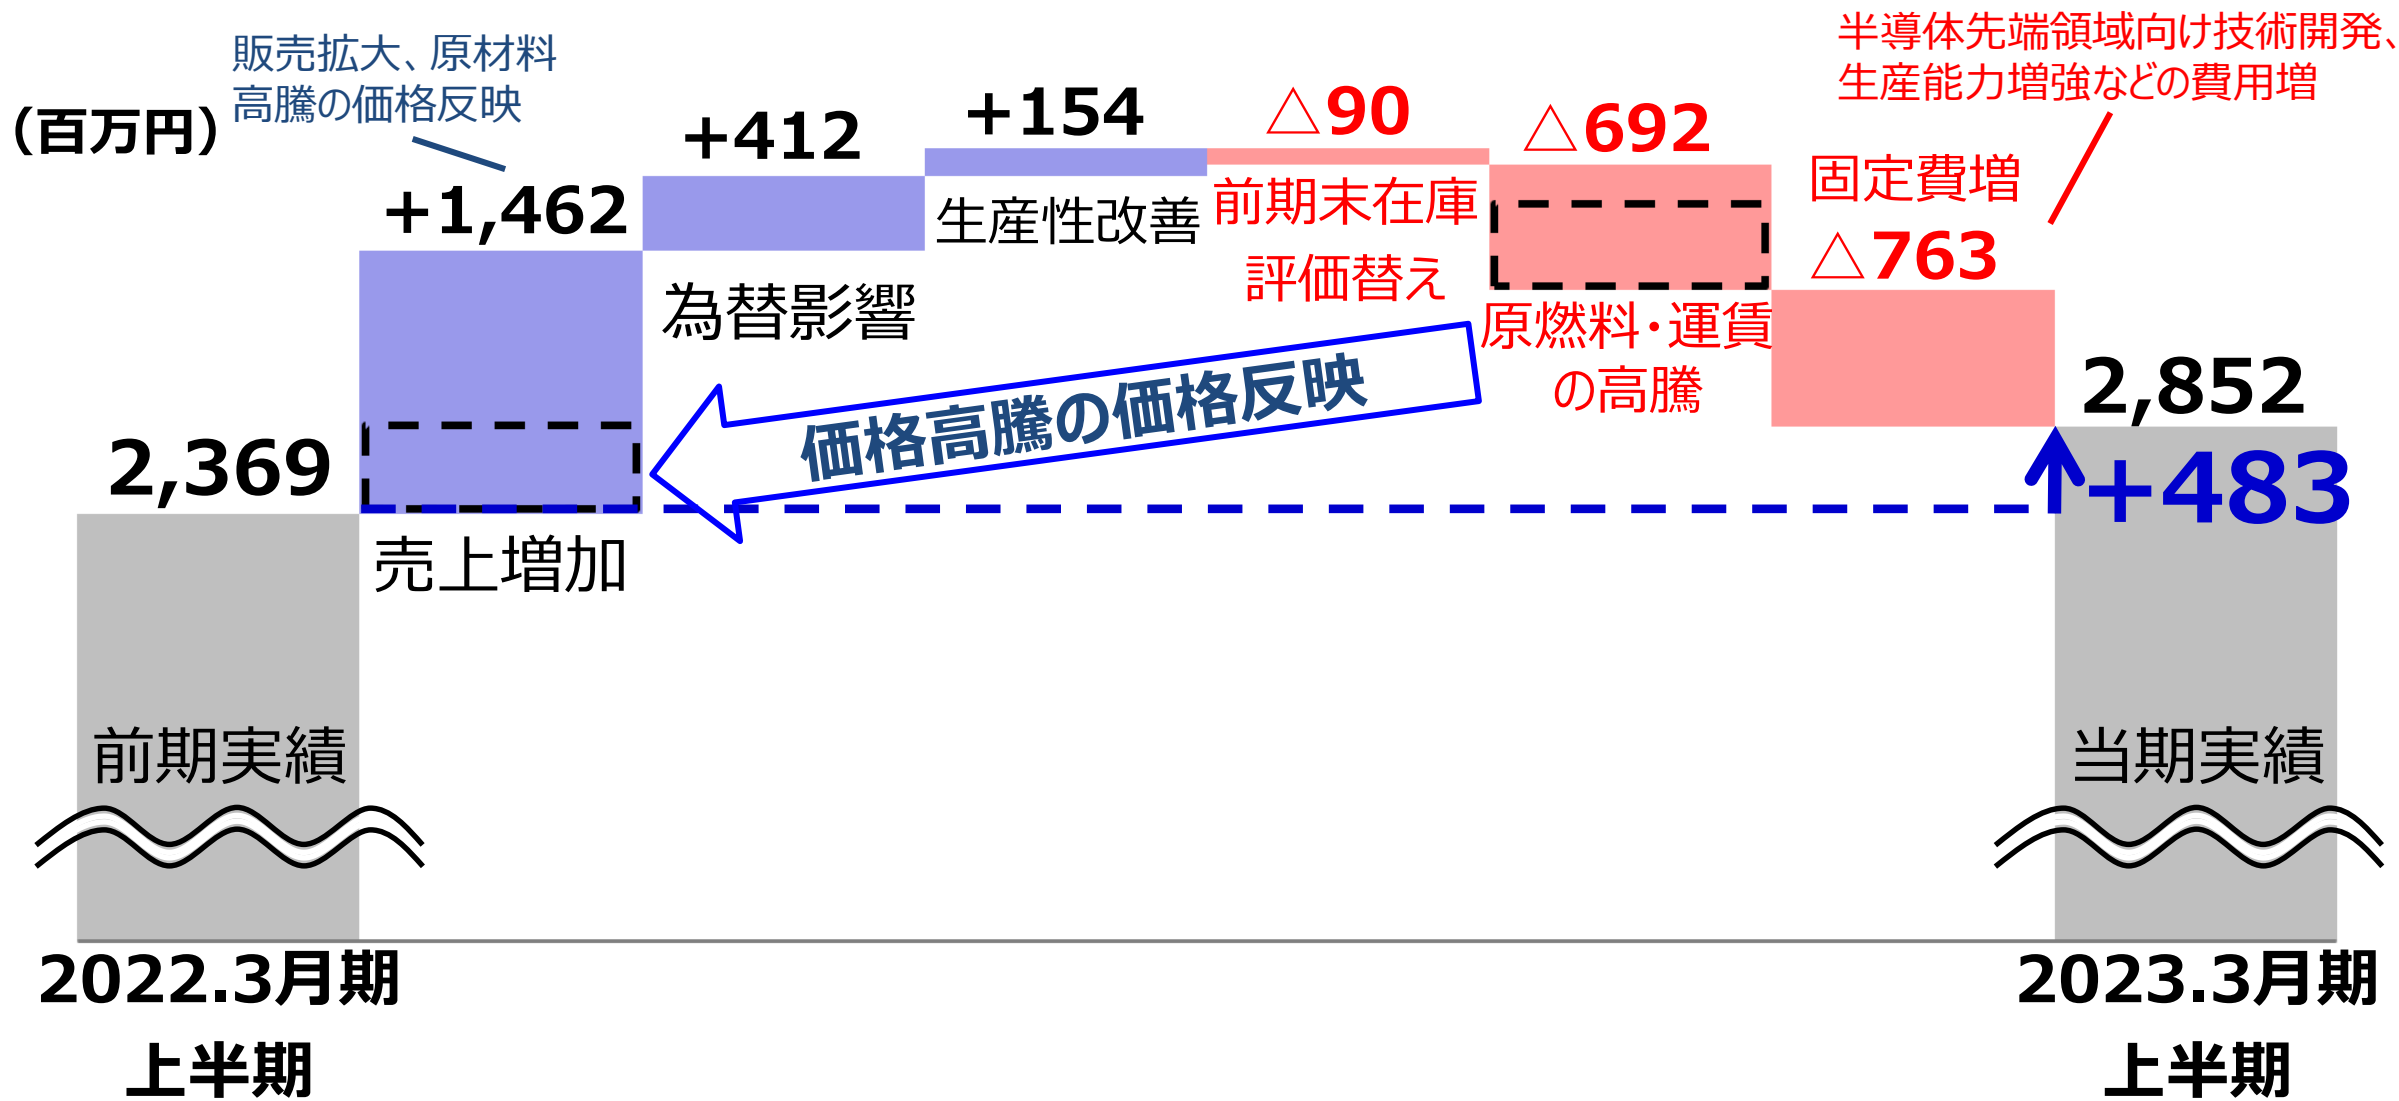 (百万円)
販売拡大、原材料
高騰の価格反映
+1,462
+412
+154
△90
△692
半導体先端領域向け技術開発、
生産能力増強などの費用増
固定費増
△763
生産性改善
前期末在庫
評価替え
為替影響
原燃料・運賃
の高騰
価格高騰の価格反映
2,369
2,852
+483
売上増加
前期実績
当期実績
2022.3月期
上半期
2023.3月期
上半期